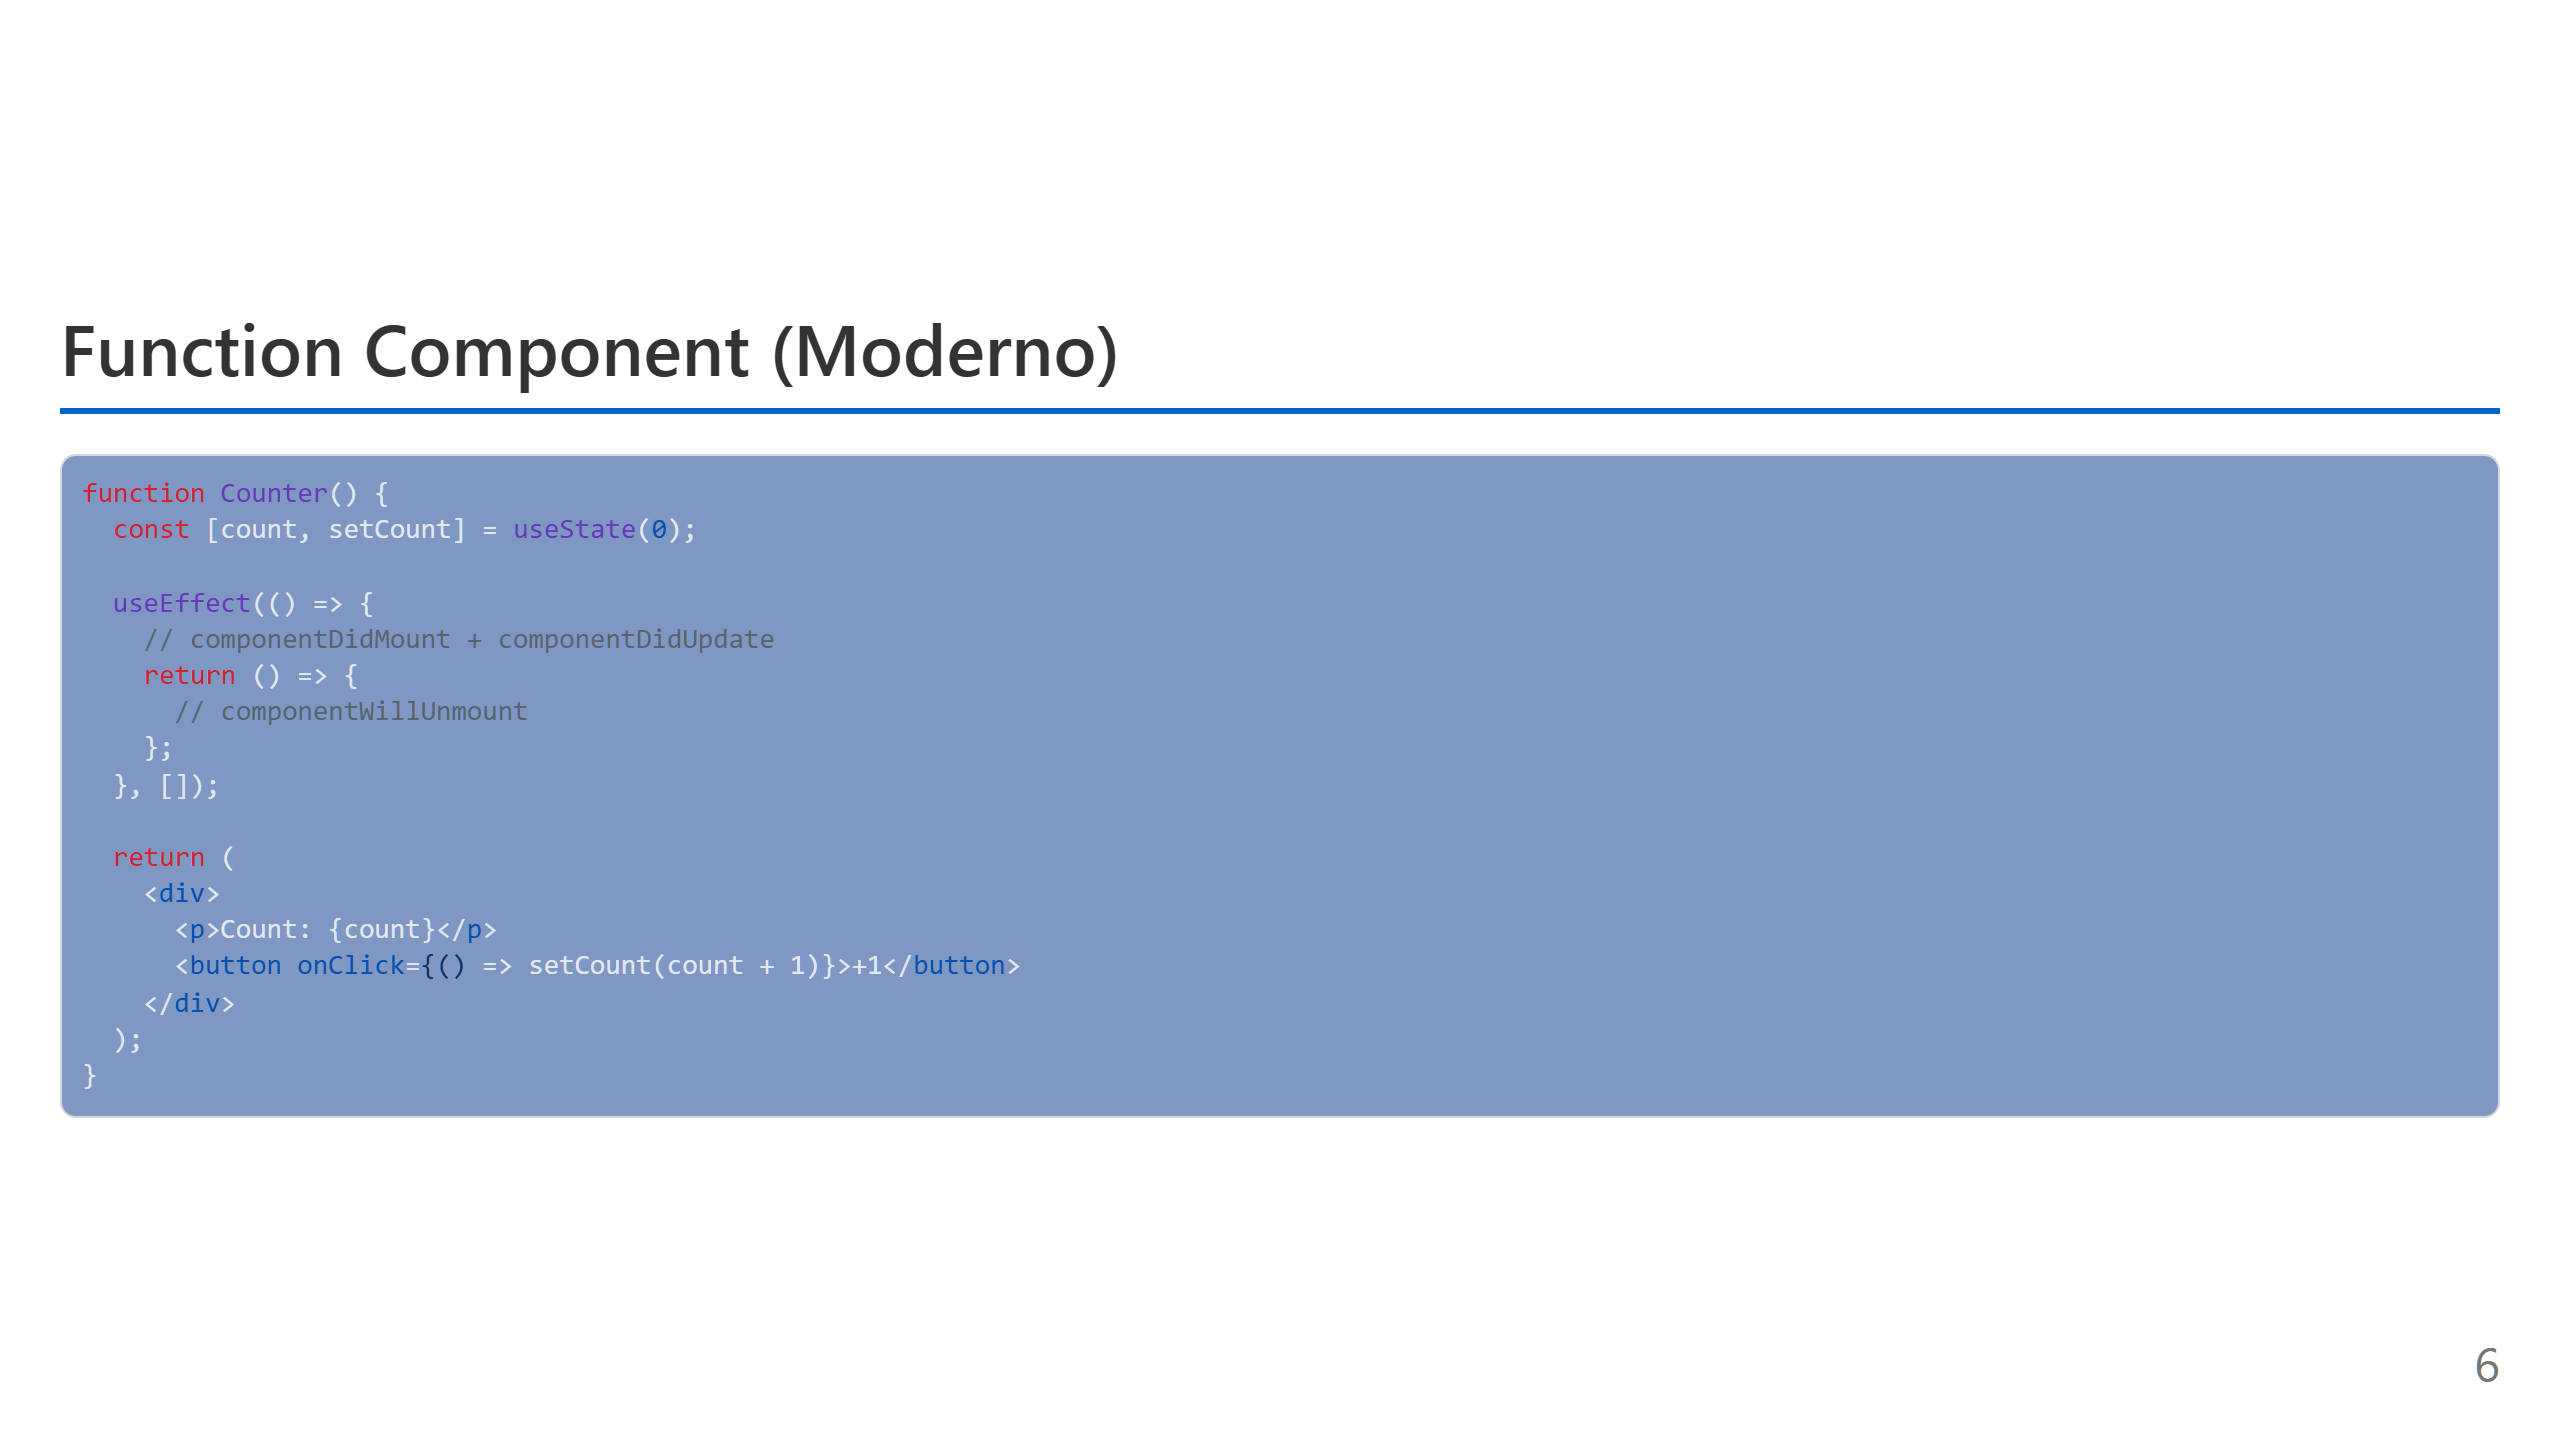 Function Component (Moderno)
function Counter() {
  const [count, setCount] = useState(0);

  useEffect(() => {
    // componentDidMount + componentDidUpdate
    return () => {
      // componentWillUnmount
    };
  }, []);

  return (
    <div>
      <p>Count: {count}</p>
      <button onClick={() => setCount(count + 1)}>+1</button>
    </div>
  );
}
6